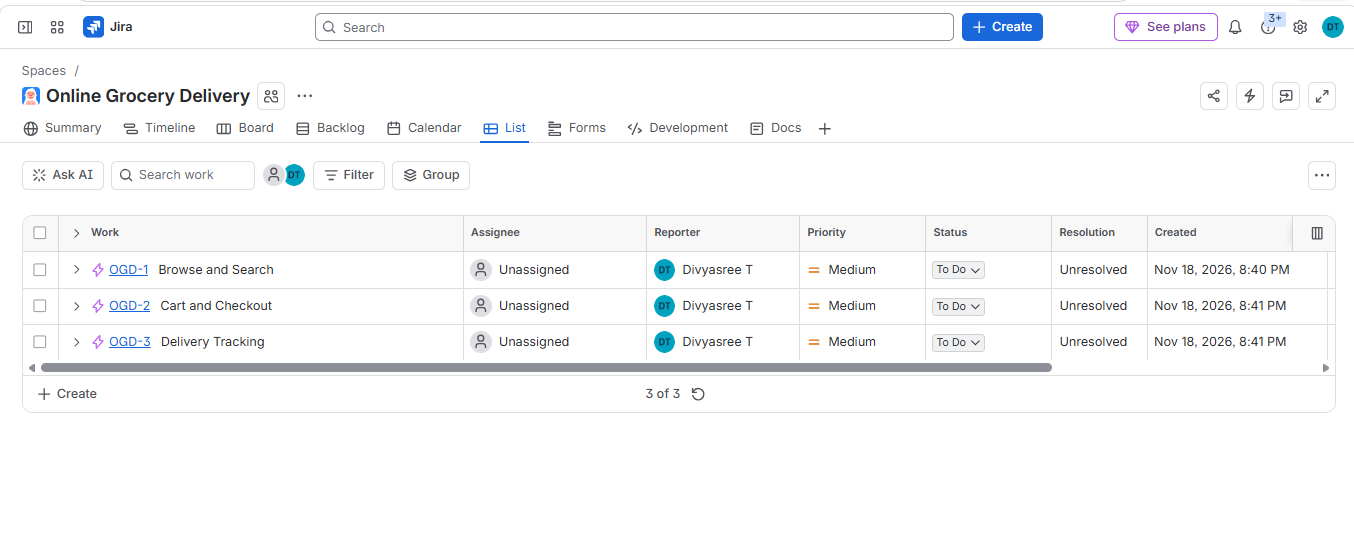 Jira
Search
Create
See plans
3+
DT
Spaces /
Online Grocery Delivery
Summary
Timeline
Board
Backlog
Calendar
List
Forms
Development
Docs
Ask AI
Search work
DT
Filter
Group
Work Assignee Reporter Priority Status Resolution Created
OGD-1 Browse and Search Unassigned DT Divyasree T Medium To Do Unresolved Nov 18, 2026, 8:40 PM
OGD-2 Cart and Checkout Unassigned DT Divyasree T Medium To Do Unresolved Nov 18, 2026, 8:41 PM
OGD-3 Delivery Tracking Unassigned DT Divyasree T Medium To Do Unresolved Nov 18, 2026, 8:41 PM
Create
3 of 3